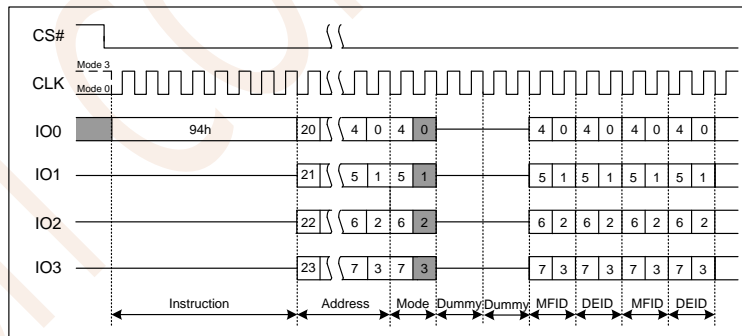 CS#
Mode 3
CLK
Mode 0
IO0 94h 20 4 0 4 0 4 0 4 0 4 0 4 0
IO1 21 5 1 5 1 5 1 5 1 5 1 5 1
IO2 22 6 2 6 2 6 2 6 2 6 2 6 2
IO3 23 7 3 7 3 7 3 7 3 7 3 7 3
Instruction Address Mode Dummy Dummy MFID DEID MFID DEID